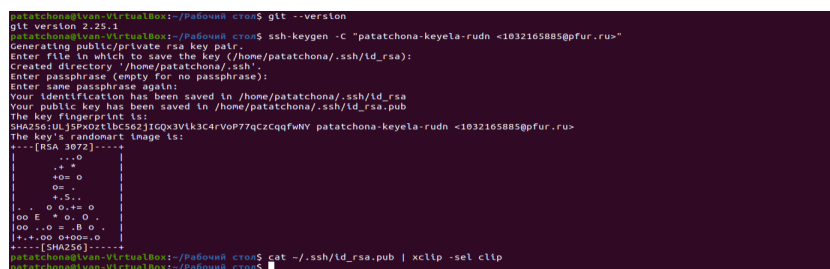 patatchona@ivan-VirtualBox:~/Рабочий стол$ git --version
git version 2.25.1
patatchona@ivan-VirtualBox:~/Рабочий стол$ ssh-keygen -C "patatchona-keyela-rudn <1032165885@pfur.ru>"
Generating public/private rsa key pair.
Enter file in which to save the key (/home/patatchona/.ssh/id_rsa):
Created directory '/home/patatchona/.ssh'.
Enter passphrase (empty for no passphrase):
Enter same passphrase again:
Your identification has been saved in /home/patatchona/.ssh/id_rsa
Your public key has been saved in /home/patatchona/.ssh/id_rsa.pub
The key fingerprint is:
SHA256:ULj5PxOztlbC562jIGQx3Vik3C4rVoP77qCzCqqfwNY patatchona-keyela-rudn <1032165885@pfur.ru>
The key's randomart image is:
+---[RSA 3072]----+
|       ...o      |
|      .+ *       |
|      +o= o      |
|      o= .       |
|      +.S..      |
|. .  o o.+= o    |
|oo E  * o. O .   |
|oo ..o = .B o .  |
|+.+.oo o+oo=.o   |
+----[SHA256]-----+
patatchona@ivan-VirtualBox:~/Рабочий стол$ cat ~/.ssh/id_rsa.pub | xclip -sel clip
patatchona@ivan-VirtualBox:~/Рабочий стол$